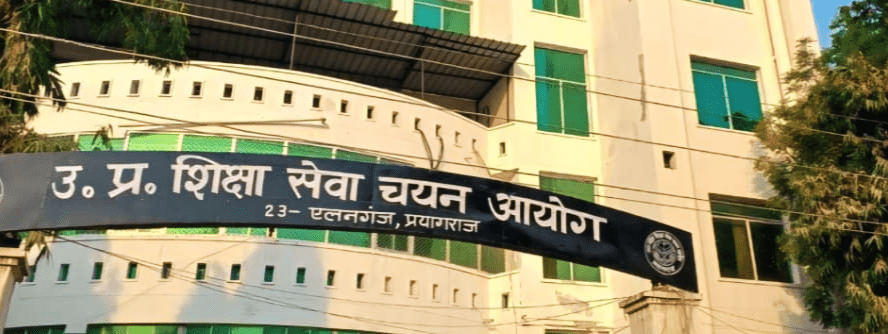 उ. प्र. शिक्षा सेवा चयन आयोग
23- एलनगंज, प्रयागराज